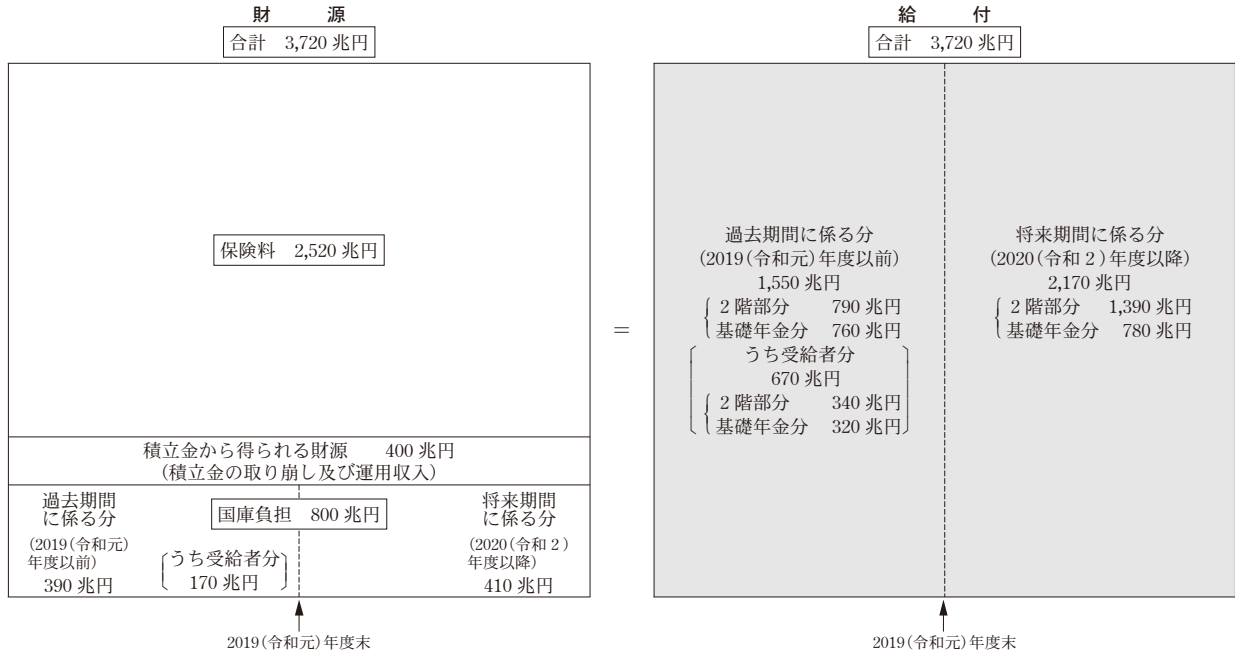 財　　源
合計　3,720 兆円
保険料　2,520 兆円
積立金から得られる財源　　400 兆円
(積立金の取り崩し及び運用収入)
過去期間
に係る分
(2019(令和元)
年度以前)
390 兆円
国庫負担　800 兆円
うち受給者分
170 兆円
将来期間
に係る分
(2020(令和 2 )
年度以降)
410 兆円
2019(令和元)年度末
=
給　　付
合計　3,720 兆円
過去期間に係る分
(2019(令和元)年度以前)
1,550 兆円
2 階部分　　790 兆円
基礎年金分　760 兆円
うち受給者分
670 兆円
2 階部分　　340 兆円
基礎年金分　320 兆円
将来期間に係る分
(2020(令和 2 )年度以降)
2,170 兆円
2 階部分　1,390 兆円
基礎年金分　780 兆円
2019(令和元)年度末